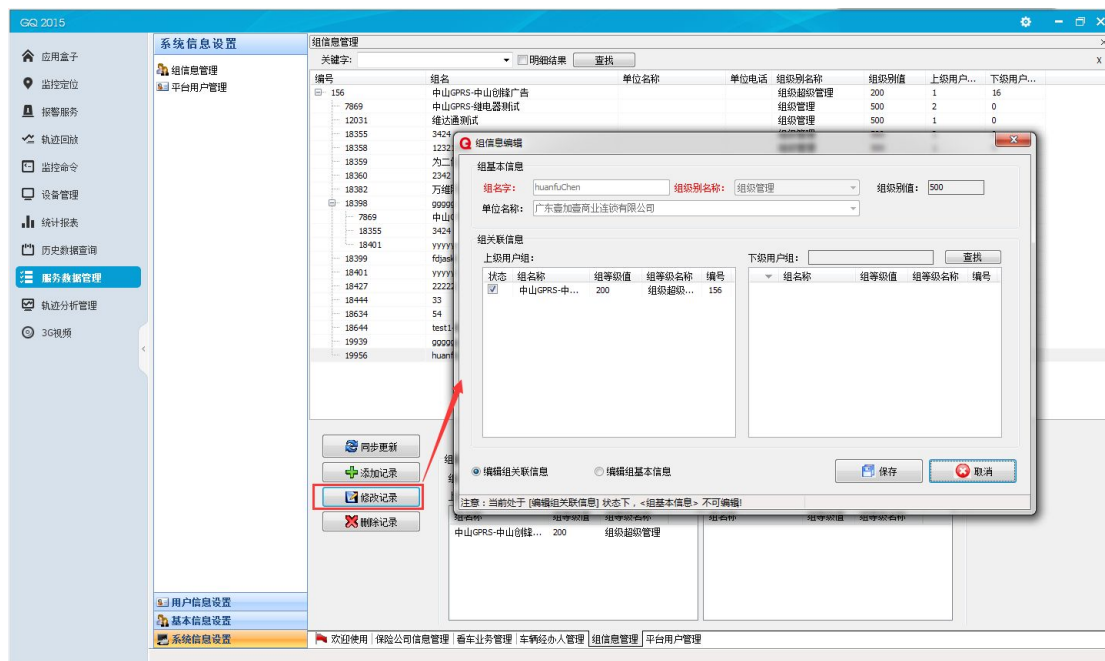 GQ 2015
应用盒子
监控定位
报警服务
轨迹回放
监控命令
设备管理
统计报表
历史数据查询
服务数据管理
轨迹分析管理
3G视频
系统信息设置
组信息管理
平台用户管理
用户信息设置
基本信息设置
系统信息设置
组信息管理
关键字: 明细结果 查找 X
编号 组名 单位名称 单位电话 组级别名称 组级别值 上级用户... 下级用户...
156 中山GPRS-中山创锋广告 组级超级管理 200 1 16
7869 中山GPRS-继电器测试 组级管理 500 2 0
12031 维达通测试 组级管理 500 1 0
18355 3424
18358 1232
18359 为二
18360 2342
18382 万维
18398 9999
7869 中山
18355 3424
18401 yyyyy
18399 fdjask
18401 yyyyy
18427 22222
18444 33
18634 54
18644 test1
19939 ggggg
19956 huanf
同步更新
添加记录
修改记录
删除记录
组信息编辑
组基本信息
组名字: huanfuChen 组级别名称: 组级管理 组级别值: 500
单位名称: 广东壹加壹商业连锁有限公司
组关联信息
上级用户组: 下级用户组: 查找
状态 组名称 组等级值 组等级名称 编号 组名称 组等级值 组等级名称 编号
中山GPRS-中... 200 组级超级... 156
编辑组关联信息 编辑组基本信息 保存 取消
注意：当前处于 [编辑组关联信息] 状态下，<组基本信息> 不可编辑!
组名称 组等级值 组等级名称 组名称 组等级值 组等级名称
中山GPRS-中山创锋... 200 组级超级管理
欢迎使用 保险公司信息管理 看车业务管理 车辆经办人管理 组信息管理 平台用户管理